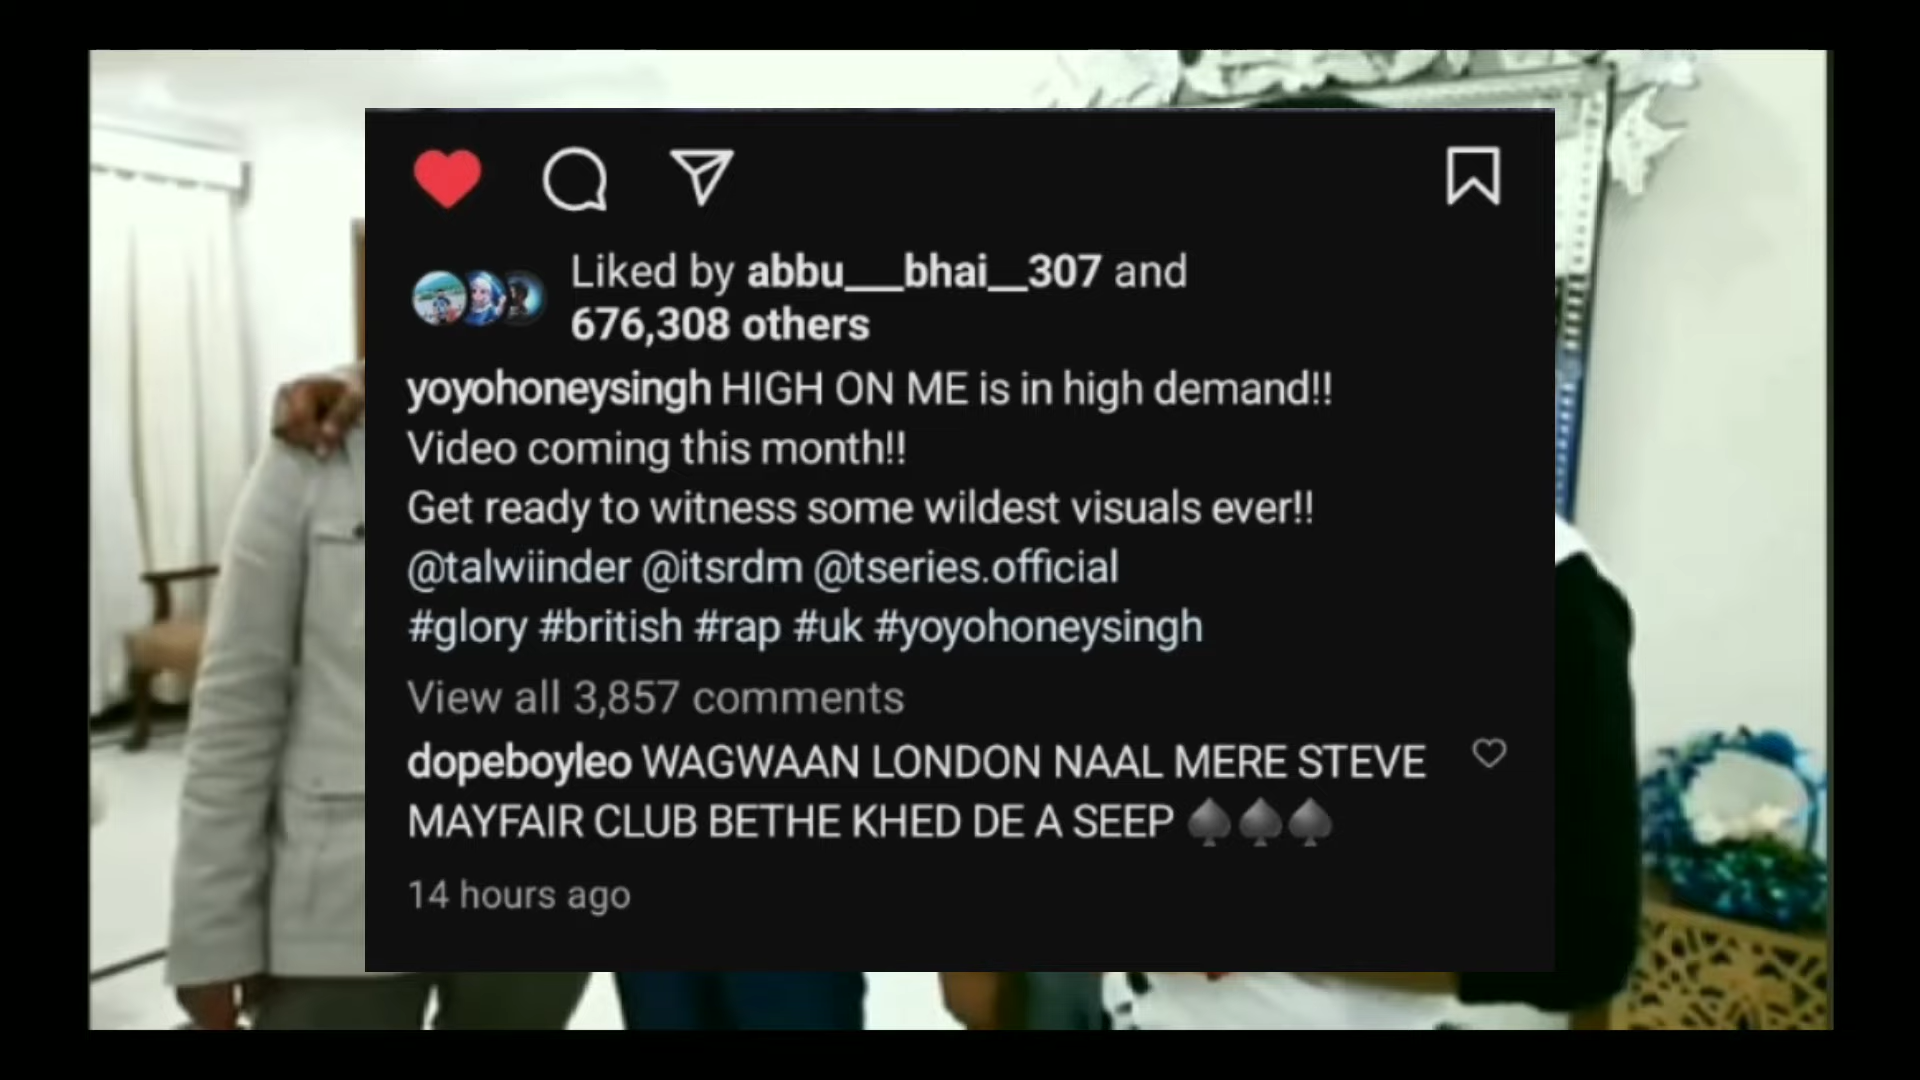 Liked by abbu___bhai__307 and
676,308 others
yoyohoneysingh HIGH ON ME is in high demand!!
Video coming this month!!
Get ready to witness some wildest visuals ever!!
@talwiinder @itsrdm @tseries.official
#glory #british #rap #uk #yoyohoneysingh
View all 3,857 comments
dopeboyleo WAGWAAN LONDON NAAL MERE STEVE
MAYFAIR CLUB BETHE KHED DE A SEEP ♠️♠️♠️
14 hours ago